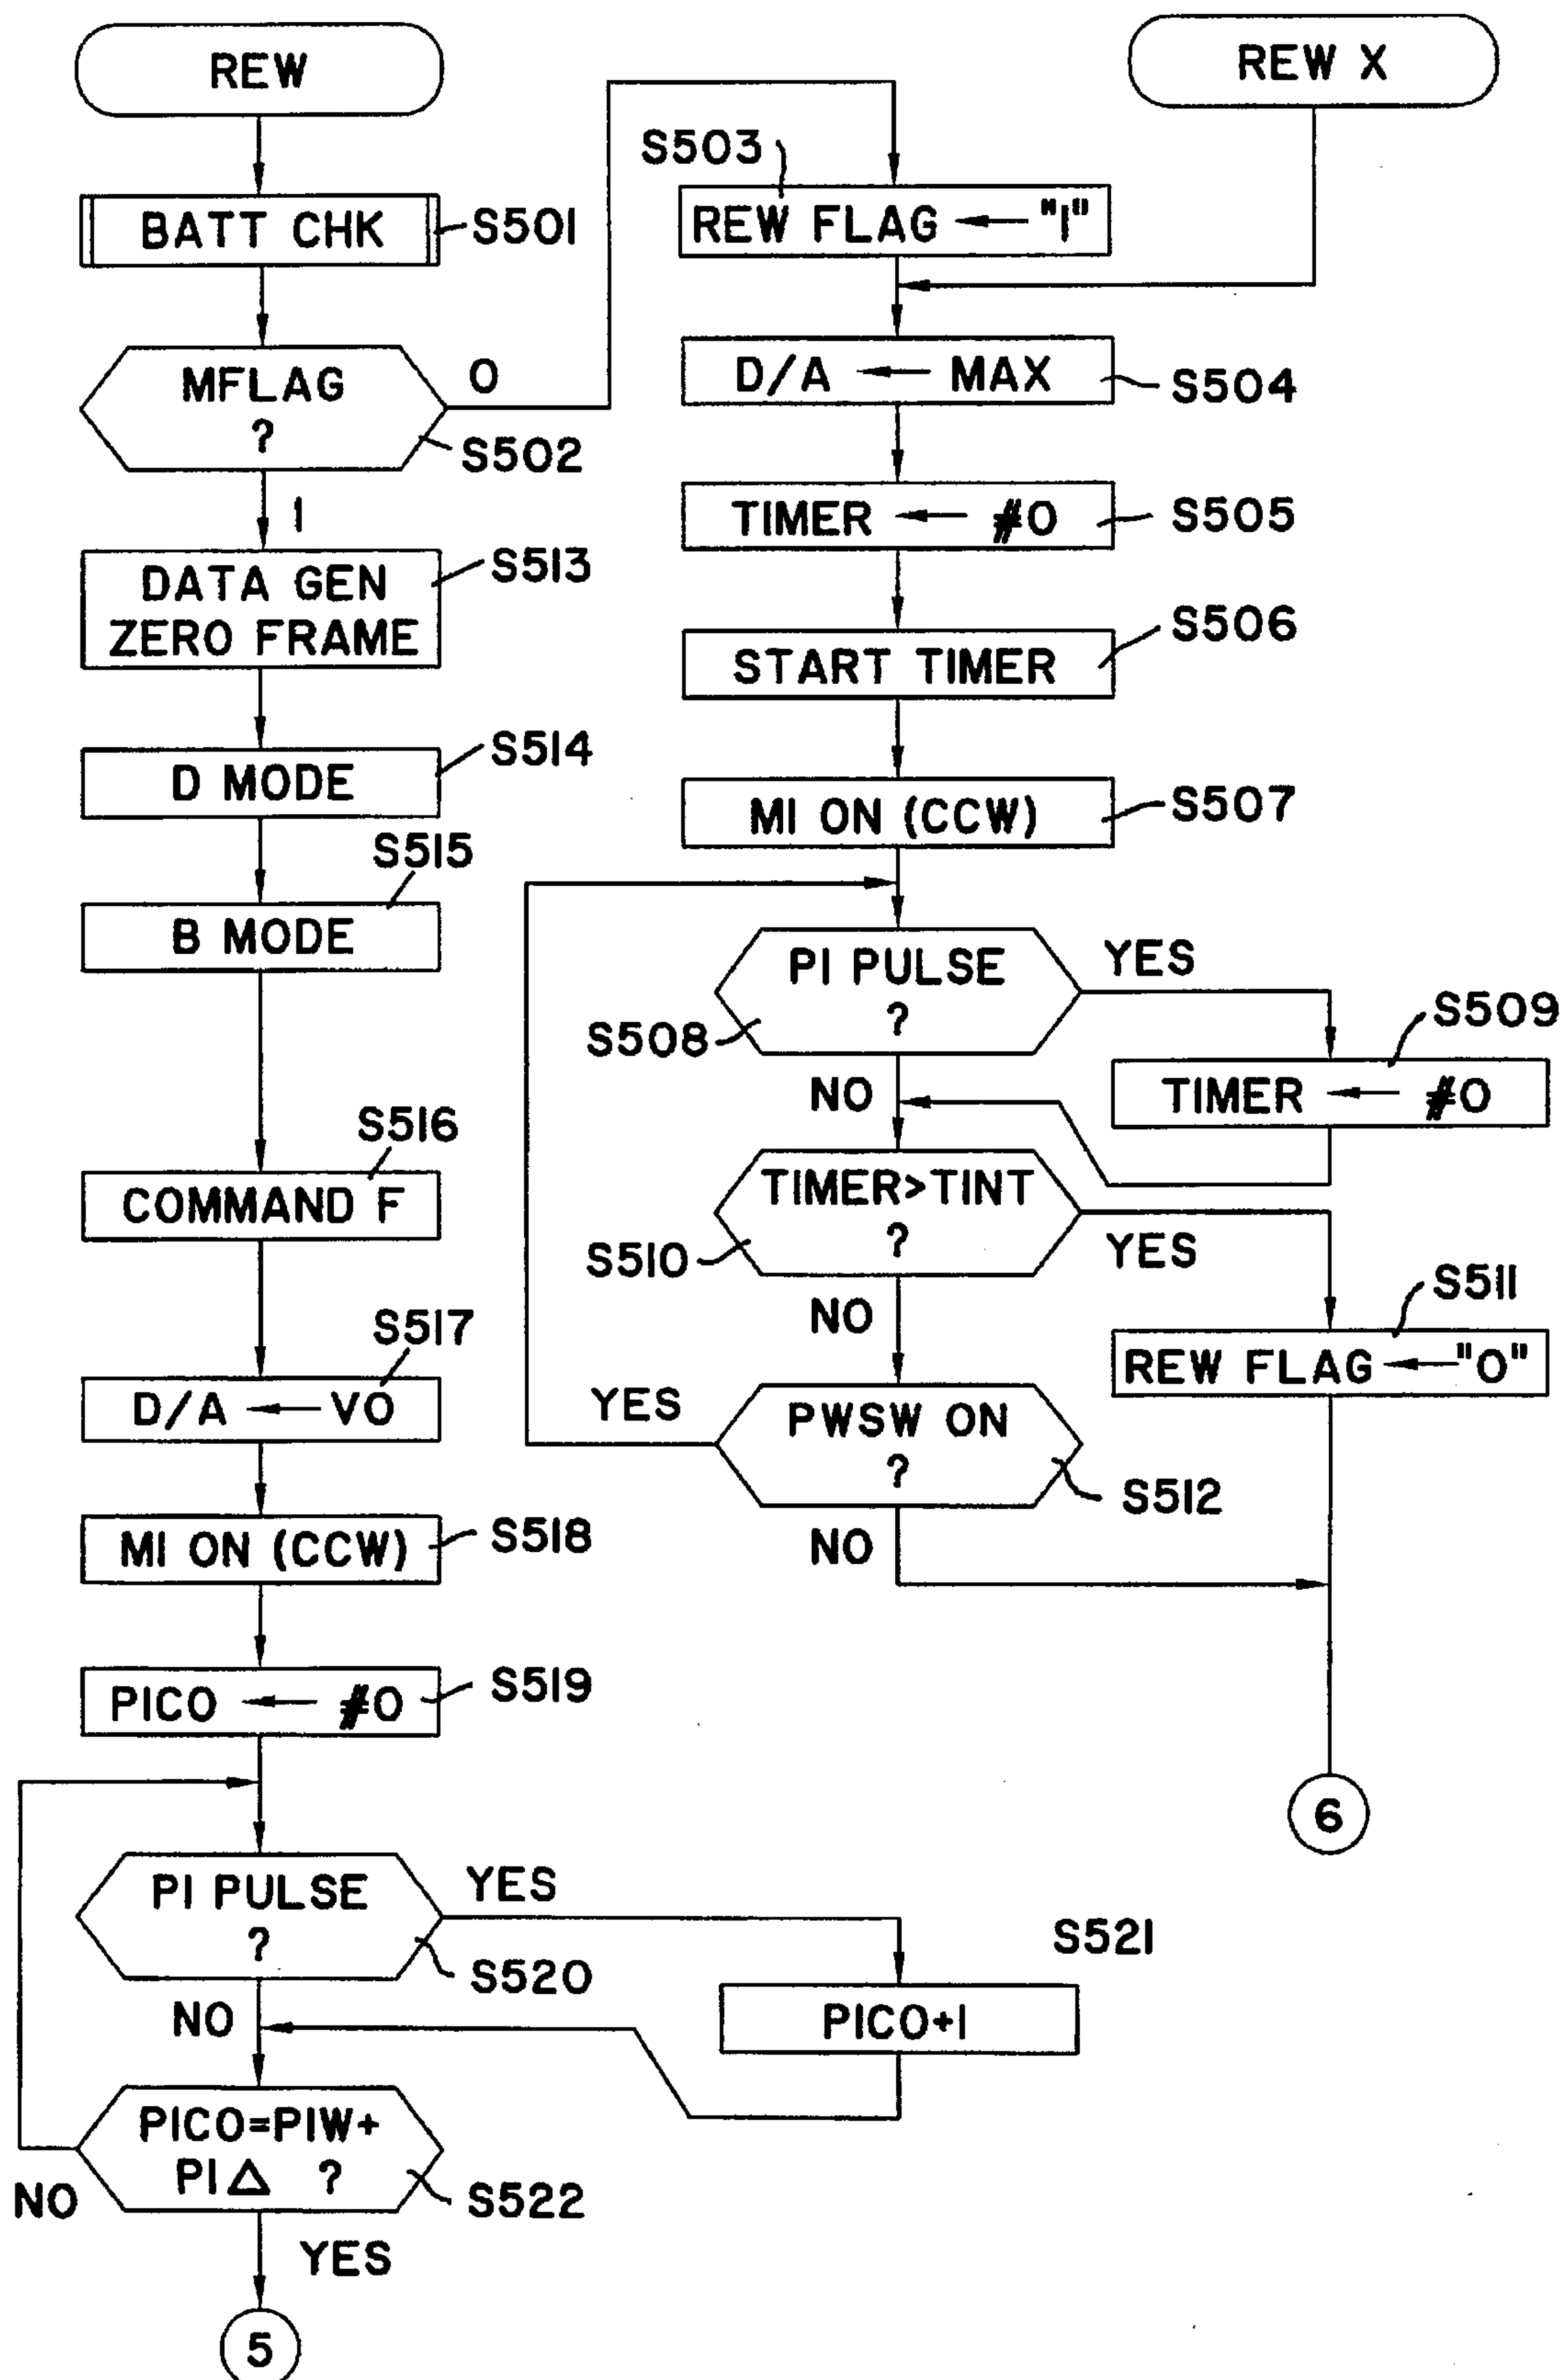 REW
BATT CHK
S501
MFLAG
?
O
S502
1
DATA GEN
ZERO FRAME
S513
D MODE
S514
S515
B MODE
S516
COMMAND F
S517
D/A ← VO
MI ON (CCW)
S518
PICO ← #0
S519
PI PULSE
?
YES
S520
NO
S521
PICO+1
PICO=PIW+
PI△ ?
NO
S522
YES
5
REW X
S503
REW FLAG ← "1"
D/A ← MAX
S504
TIMER ← #0
S505
START TIMER
S506
MI ON (CCW)
S507
PI PULSE
?
YES
S508
NO
S509
TIMER ← #0
TIMER>TINT
?
YES
S510
NO
S511
REW FLAG ← "0"
YES
PWSW ON
?
S512
NO
6